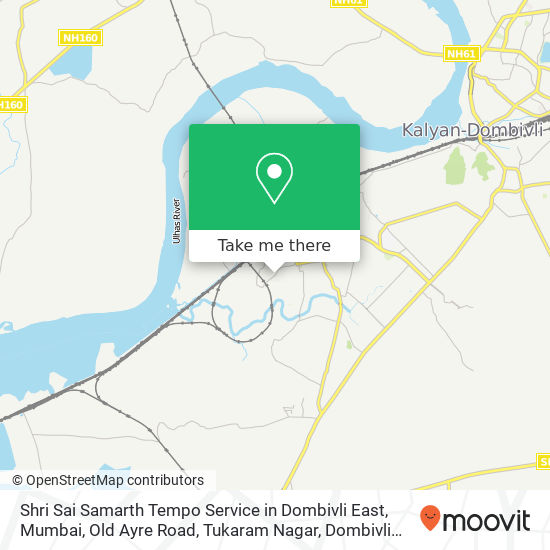 NH61
NH160
NH61
H160
Kalyan-Dombivli
Ulhas River
Take me there
S
© OpenStreetMap contributors
Shri Sai Samarth Tempo Service in Dombivli East,
Mumbai, Old Ayre Road, Tukaram Nagar, Dombivli...
moovit